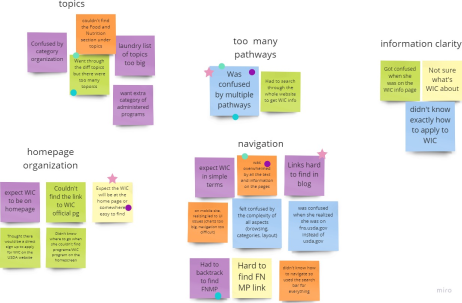 topics
couldn't find
the Food and
Nutrition
section under
topics
Confused by
category
organization
laundry list
of topics
too big
Went through
the diff topics
but there were
too many
topics
want extra
category of
administered
programs
too many
pathways
Was
confused
by multiple
pathways
Had to search
through the
whole website
to get WIC info
information clarity
Got confused
when she
was on the
WIC info page
Not sure
what's
WIC about
didn't know
exactly how
to apply to
WIC
homepage
organization
expect WIC
to be on
homepage
Couldn't
find the link
to WIC
official pg
Expect the WIC
will be at the
home page or
somewhere
easy to find
Thought there
would be a direct
sign up to apply
for WIC on the
USDA website
Didn't know
where to go when
she couldn't find
programs/WIC
program on the
homescreen
navigation
expect WIC
in simple
terms
was
overwhelmed
by all the text
and information
on the pages
Links hard
to find in
blog
felt confused by
the complexity
of all aspects
(browsing,
categories, layout)
was confused
when she realized
she was on
fns.usda.gov
instead of
usda.gov
Had to
backtrack
to find
FNMP
Hard to
find FN
MP link
didn't know how
to navigate to
used the search
bar for
everything
miro